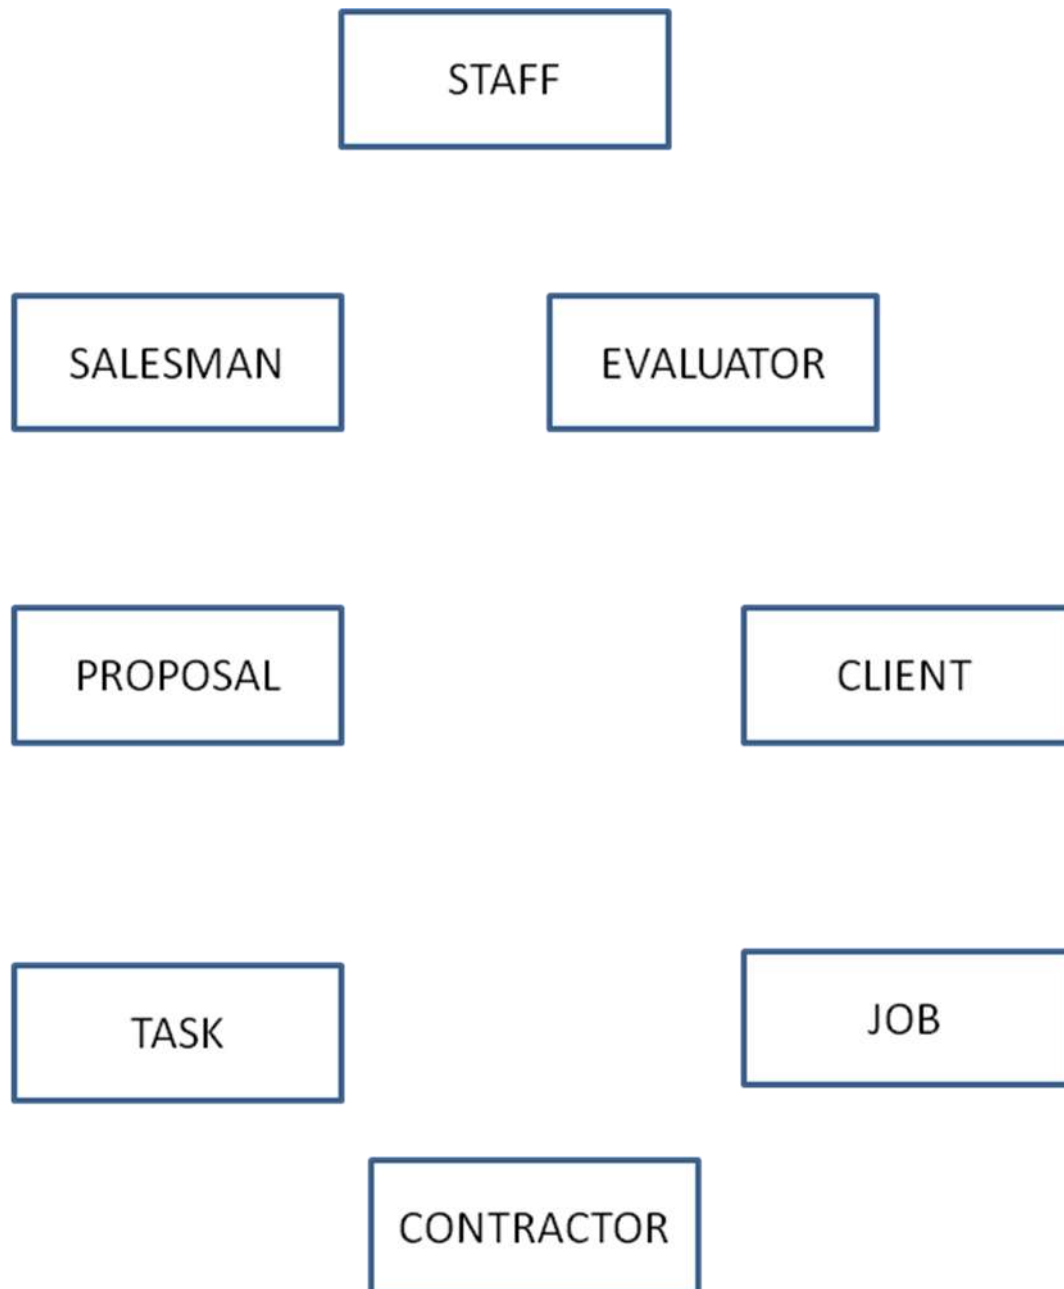 STAFF
SALESMAN
EVALUATOR
PROPOSAL
CLIENT
TASK
JOB
CONTRACTOR